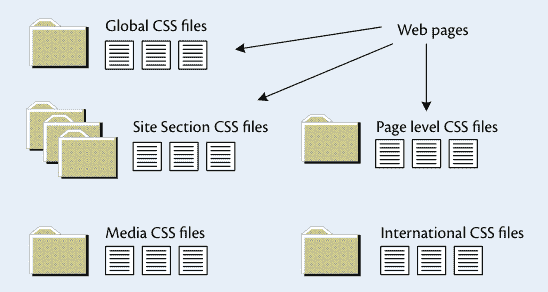 Global CSS files
Web pages
Site Section CSS files
Page level CSS files
Media CSS files
International CSS files